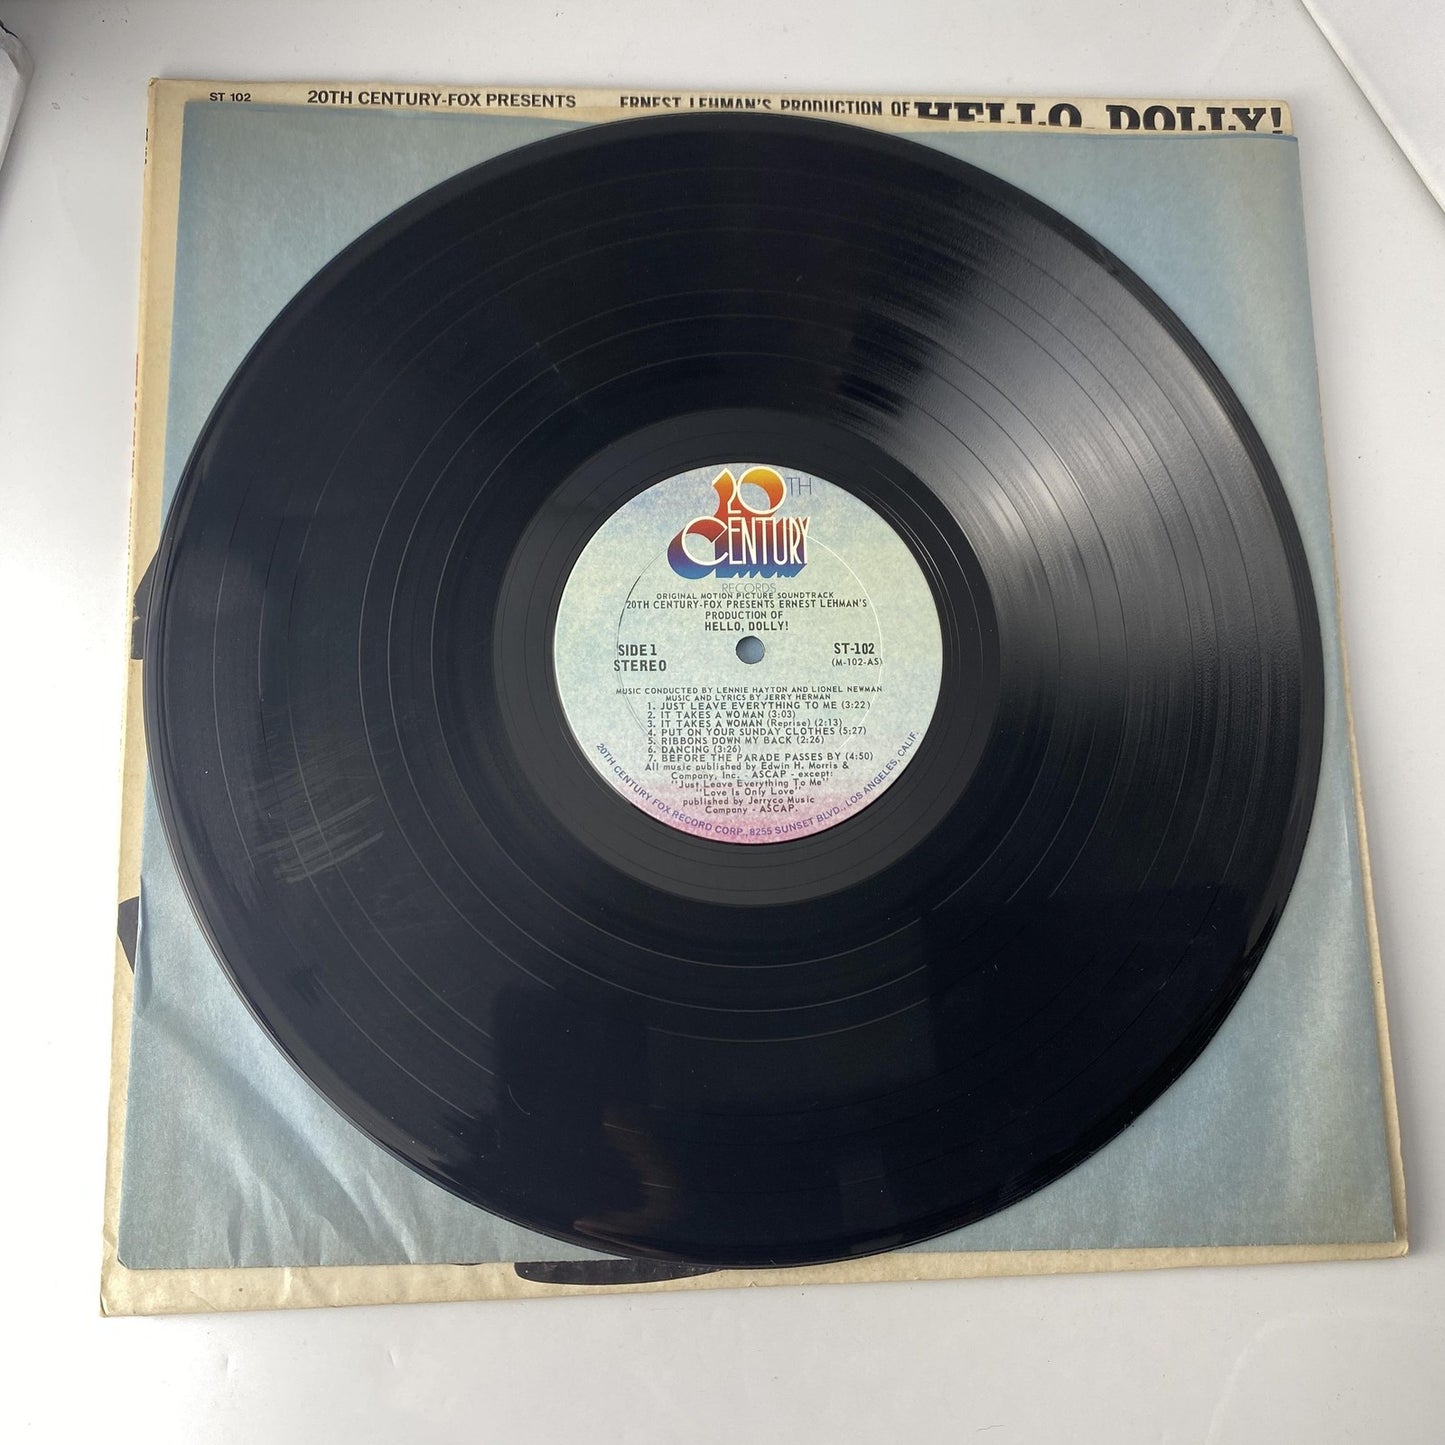 ST 102 20TH CENTURY-FOX PRESENTS ERNEST LEHMAN'S PRODUCTION OF HELLO, DOLLY!
20TH
CENTURY
RECORDS
ORIGINAL MOTION PICTURE SOUNDTRACK
20TH CENTURY-FOX PRESENTS ERNEST LEHMAN'S
PRODUCTION OF
HELLO, DOLLY!
SIDE 1 ST-102
STEREO (M-102-AS)
MUSIC CONDUCTED BY LENNIE HAYTON AND LIONEL NEWMAN
MUSIC AND LYRICS BY JERRY HERMAN
1. JUST LEAVE EVERYTHING TO ME (3:22)
2. IT TAKES A WOMAN (3:03)
3. IT TAKES A WOMAN (Reprise) (2:13)
4. PUT ON YOUR SUNDAY CLOTHES (5:27)
5. RIBBONS DOWN MY BACK (2:26)
6. DANCING (3:26)
7. BEFORE THE PARADE PASSES BY (4:50)
All music published by Edwin H. Morris &
Company, Inc. - ASCAP - except:
"Just Leave Everything To Me"
"Love Is Only Love"
published by Jerryco Music
Company - ASCAP.
20TH CENTURY FOX RECORD CORP., 8255 SUNSET BLVD., LOS ANGELES, CALIF.